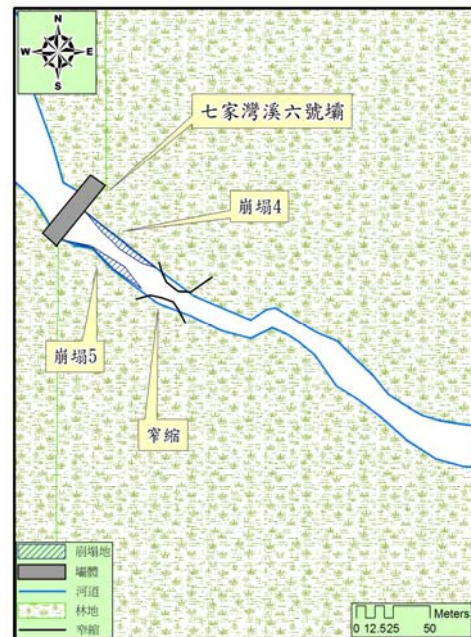 N
W E
S
七家灣溪六號壩
崩塌4
崩塌5
窄縮
崩塌地
壩體
河道
林地
窄縮
Meters
0 12.525 50